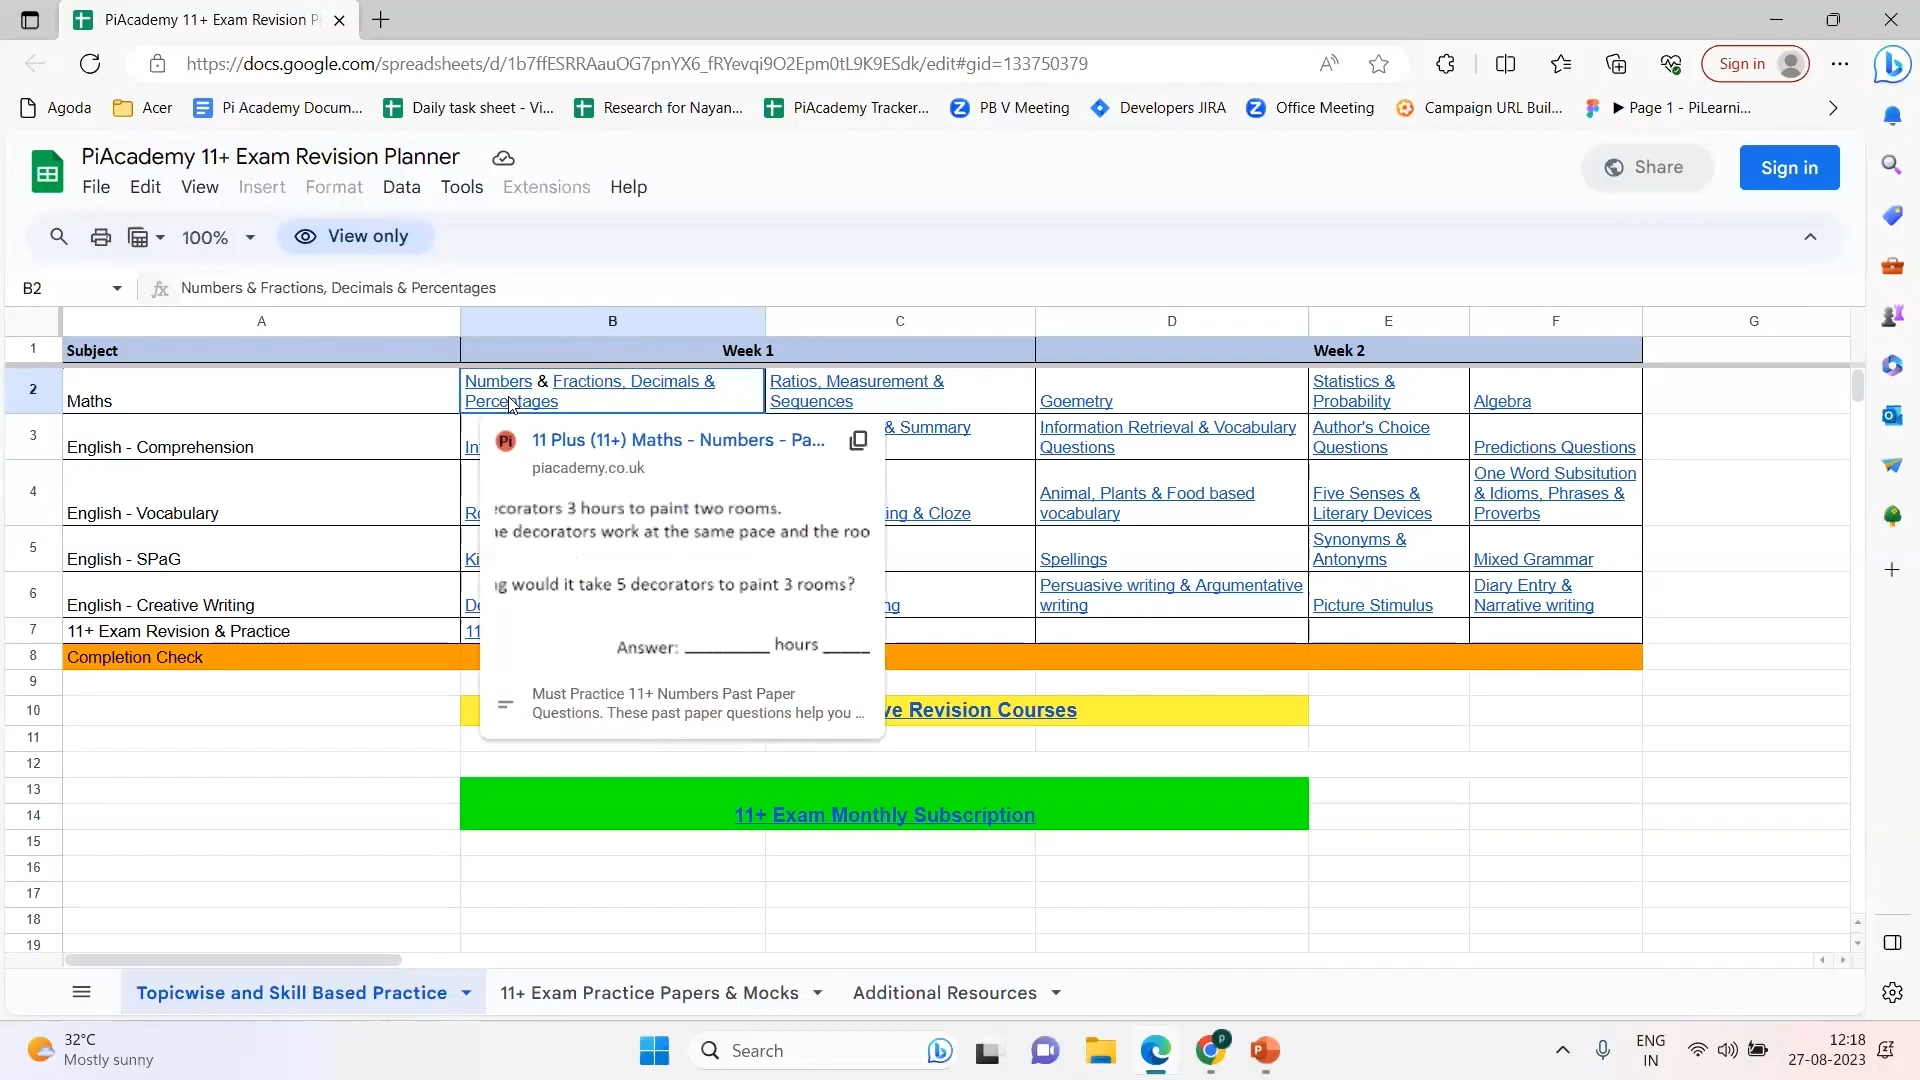 PiAcademy 11+ Exam Revision P
https://docs.google.com/spreadsheets/d/1b7ffESRRAauOG7pnYX6_fRYevqi9O2Epm0tL9K9ESdk/edit#gid=133750379
Sign in
Agoda
Acer
Pi Academy Docum...
Daily task sheet - Vi...
Research for Nayan...
PiAcademy Tracker...
PB V Meeting
Developers JIRA
Office Meeting
Campaign URL Buil...
▶ Page 1 - PiLearni...
PiAcademy 11+ Exam Revision Planner
File Edit View Insert Format Data Tools Extensions Help
Share
Sign in
100%
View only
B2
fx Numbers & Fractions, Decimals & Percentages
A B C D E F G
1 Subject Week 1 Week 2
2 Maths
Numbers & Fractions, Decimals &
Percentages
Ratios, Measurement &
Sequences
Goemetry
Statistics &
Probability
Algebra
3 English - Comprehension
In
& Summary
Information Retrieval & Vocabulary
Questions
Author's Choice
Questions
Predictions Questions
4 English - Vocabulary
Ro
ing & Cloze
Animal, Plants & Food based
vocabulary
Five Senses &
Literary Devices
One Word Subsitution
& Idioms, Phrases &
Proverbs
5 English - SPaG
Ki
Spellings
Synonyms &
Antonyms
Mixed Grammar
6 English - Creative Writing
De
ng
Persuasive writing & Argumentative
writing
Picture Stimulus
Diary Entry &
Narrative writing
7 11+ Exam Revision & Practice
11
8 Completion Check
Pi
11 Plus (11+) Maths - Numbers - Pa...
piacademy.co.uk
ecorators 3 hours to paint two rooms.
ne decorators work at the same pace and the roo
ng would it take 5 decorators to paint 3 rooms?
Answer: ________ hours _____
Must Practice 11+ Numbers Past Paper
Questions. These past paper questions help you ...
9
10 ve Revision Courses
11
12
13
14 11+ Exam Monthly Subscription
15
16
17
18
19
Topicwise and Skill Based Practice
11+ Exam Practice Papers & Mocks
Additional Resources
32°C
Mostly sunny
Search
ENG
IN
12:18
27-08-2023